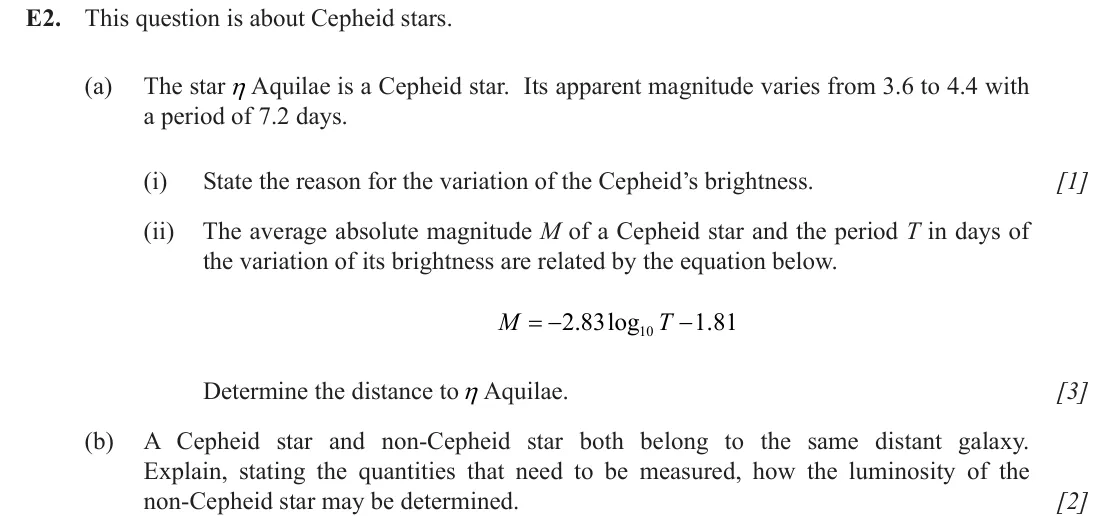 E2. This question is about Cepheid stars.
(a) The star η Aquilae is a Cepheid star. Its apparent magnitude varies from 3.6 to 4.4 with
a period of 7.2 days.
(i) State the reason for the variation of the Cepheid's brightness. [1]
(ii) The average absolute magnitude M of a Cepheid star and the period T in days of
the variation of its brightness are related by the equation below.
M = −2.83 log₁₀ T − 1.81
Determine the distance to η Aquilae. [3]
(b) A Cepheid star and non-Cepheid star both belong to the same distant galaxy.
Explain, stating the quantities that need to be measured, how the luminosity of the
non-Cepheid star may be determined. [2]